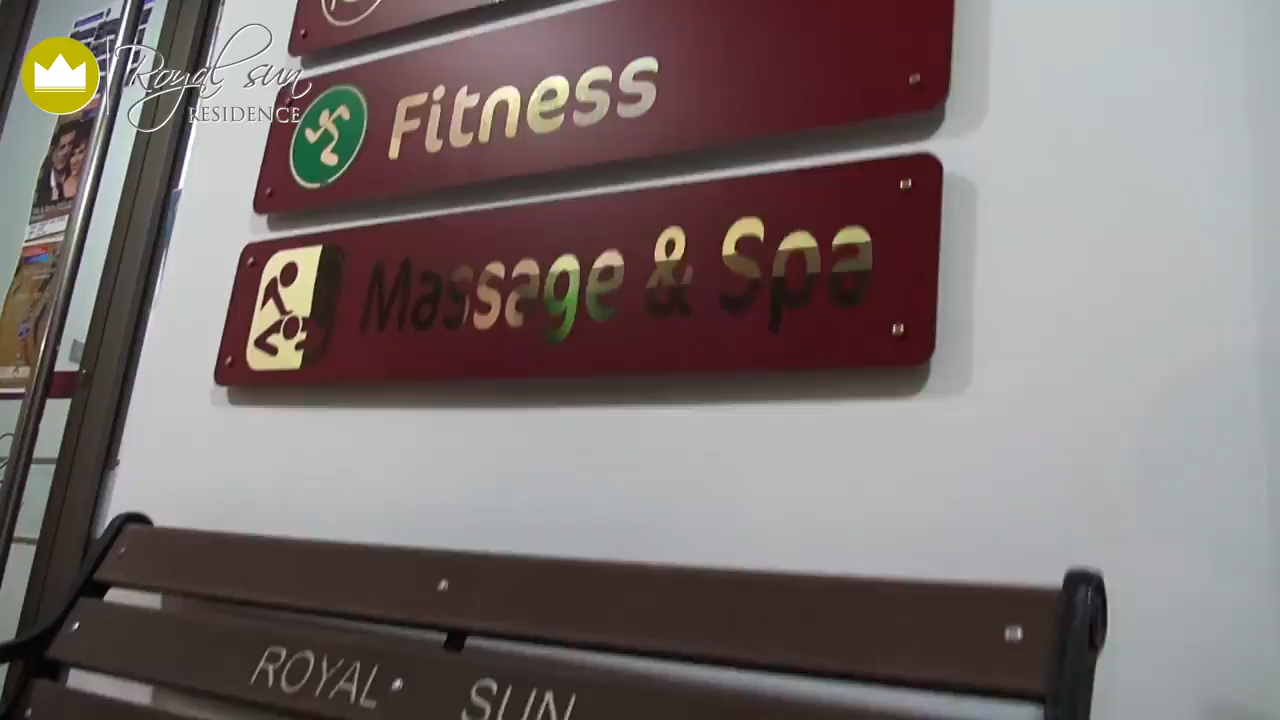 Royal sun
RESIDENCE
Fitness
Massage & Spa
ROYAL SUN